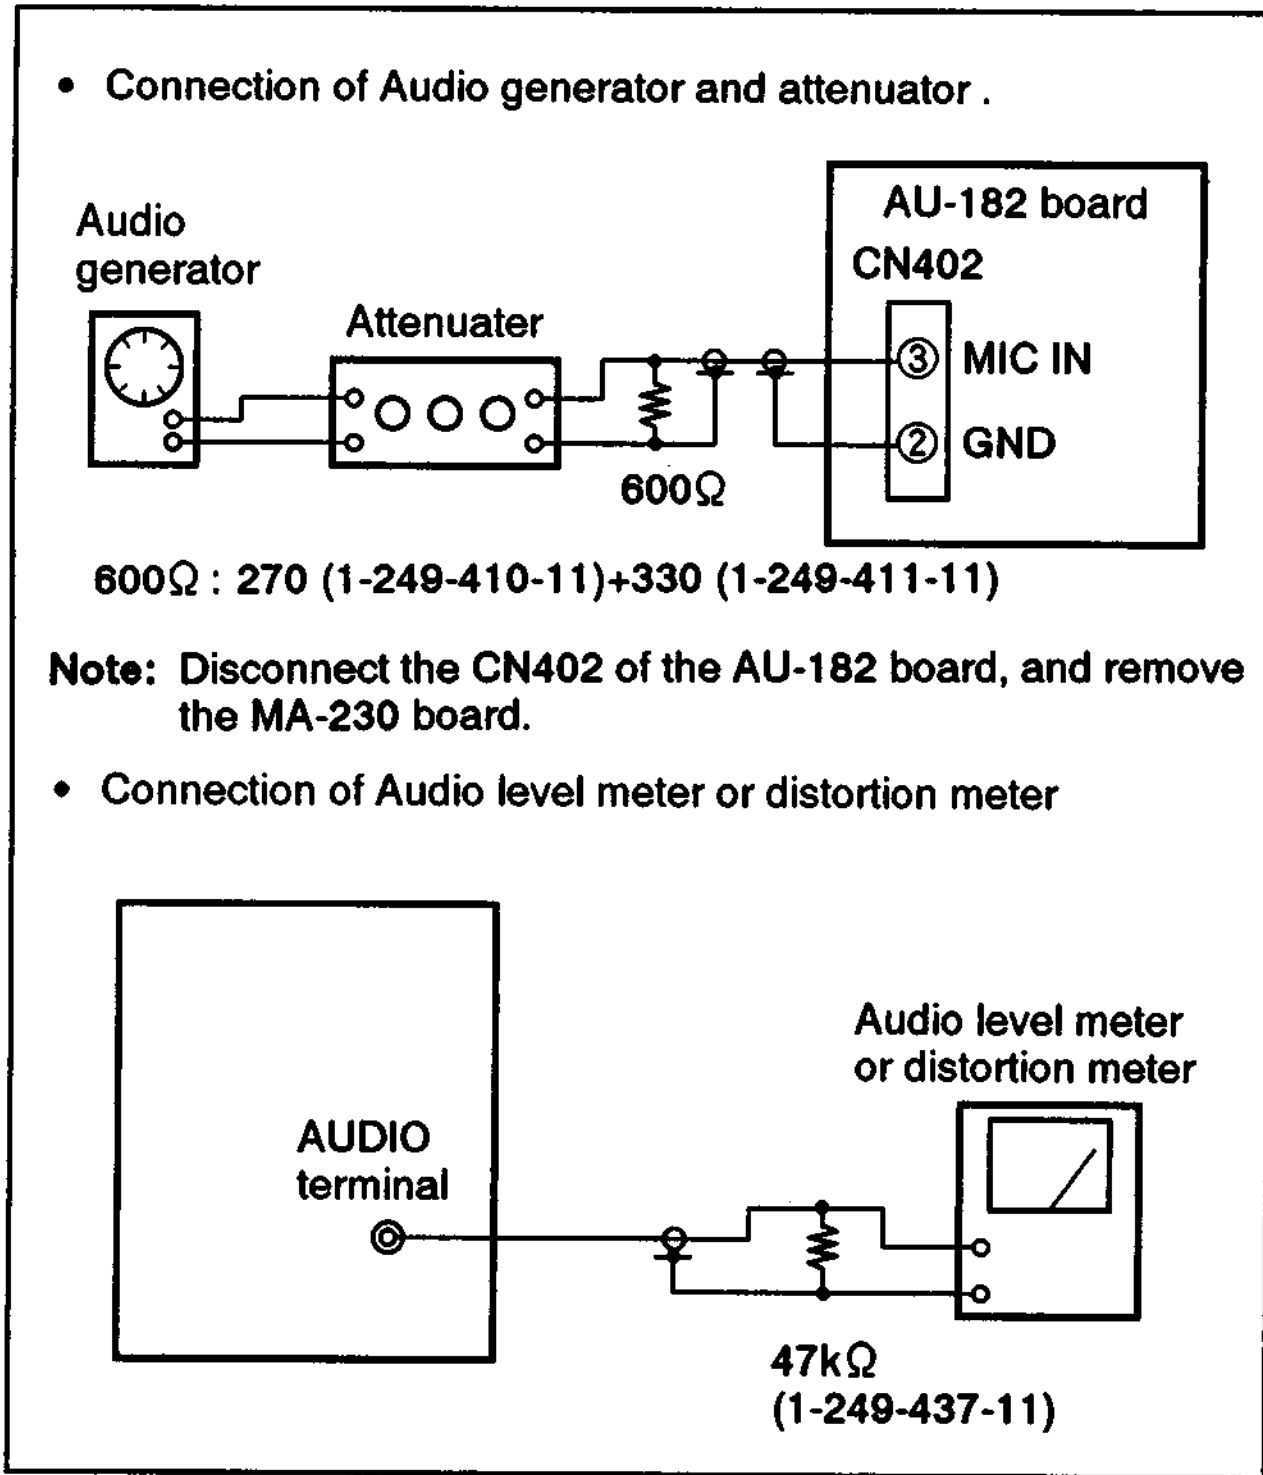 • Connection of Audio generator and attenuator .
Audio
generator
Attenuater
AU-182 board
CN402
③ MIC IN
② GND
600Ω
600Ω : 270 (1-249-410-11)+330 (1-249-411-11)
Note: Disconnect the CN402 of the AU-182 board, and remove
the MA-230 board.
• Connection of Audio level meter or distortion meter
Audio level meter
or distortion meter
AUDIO
terminal
47kΩ
(1-249-437-11)